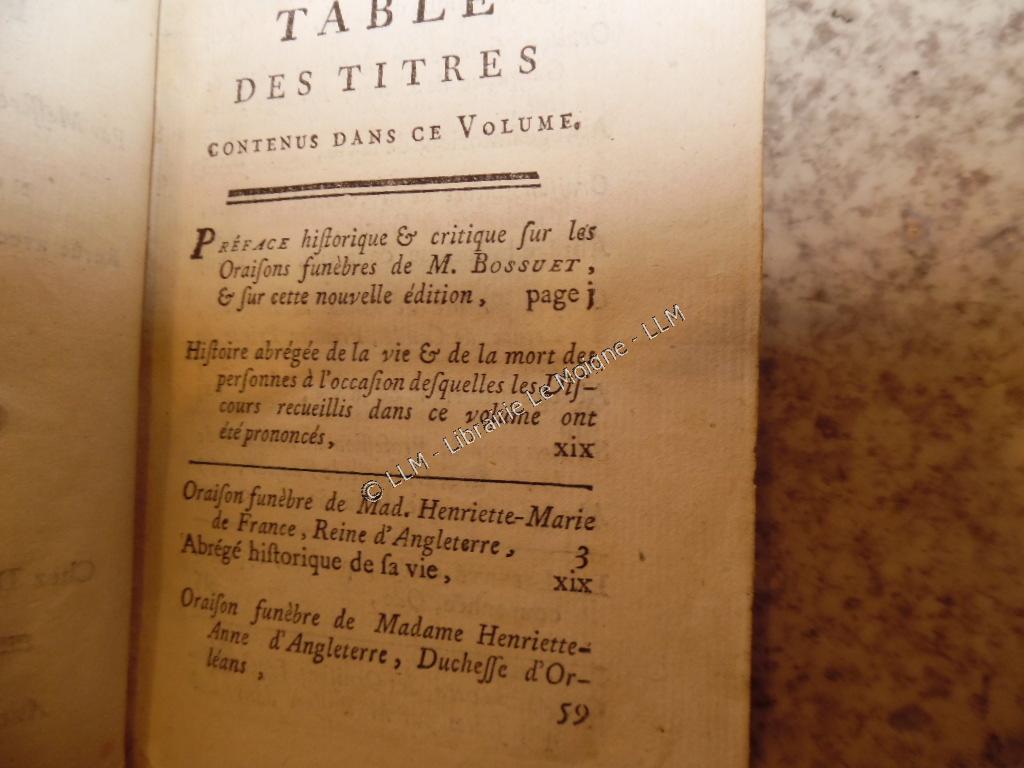 TABLE
DES TITRES
CONTENUS DANS CE VOLUME.
PRÉFACE hiſtorique & critique ſur les
Oraiſons funèbres de M. BOSSUET,
& ſur cette nouvelle édition, page j
Hiſtoire abrégée de la vie & de la mort des
perſonnes à l'occaſion deſquelles les Diſ-
cours recueillis dans ce volume ont
été prononcés, xix
Oraiſon funèbre de Mad. Henriette-Marie
de France, Reine d'Angleterre, 3
Abrégé hiſtorique de ſa vie, xix
Oraiſon funèbre de Madame Henriette-
Anne d'Angleterre, Ducheſſe d'Or-
léans,
59
© LLM - Librairie Le Moigne - LLM
Chez